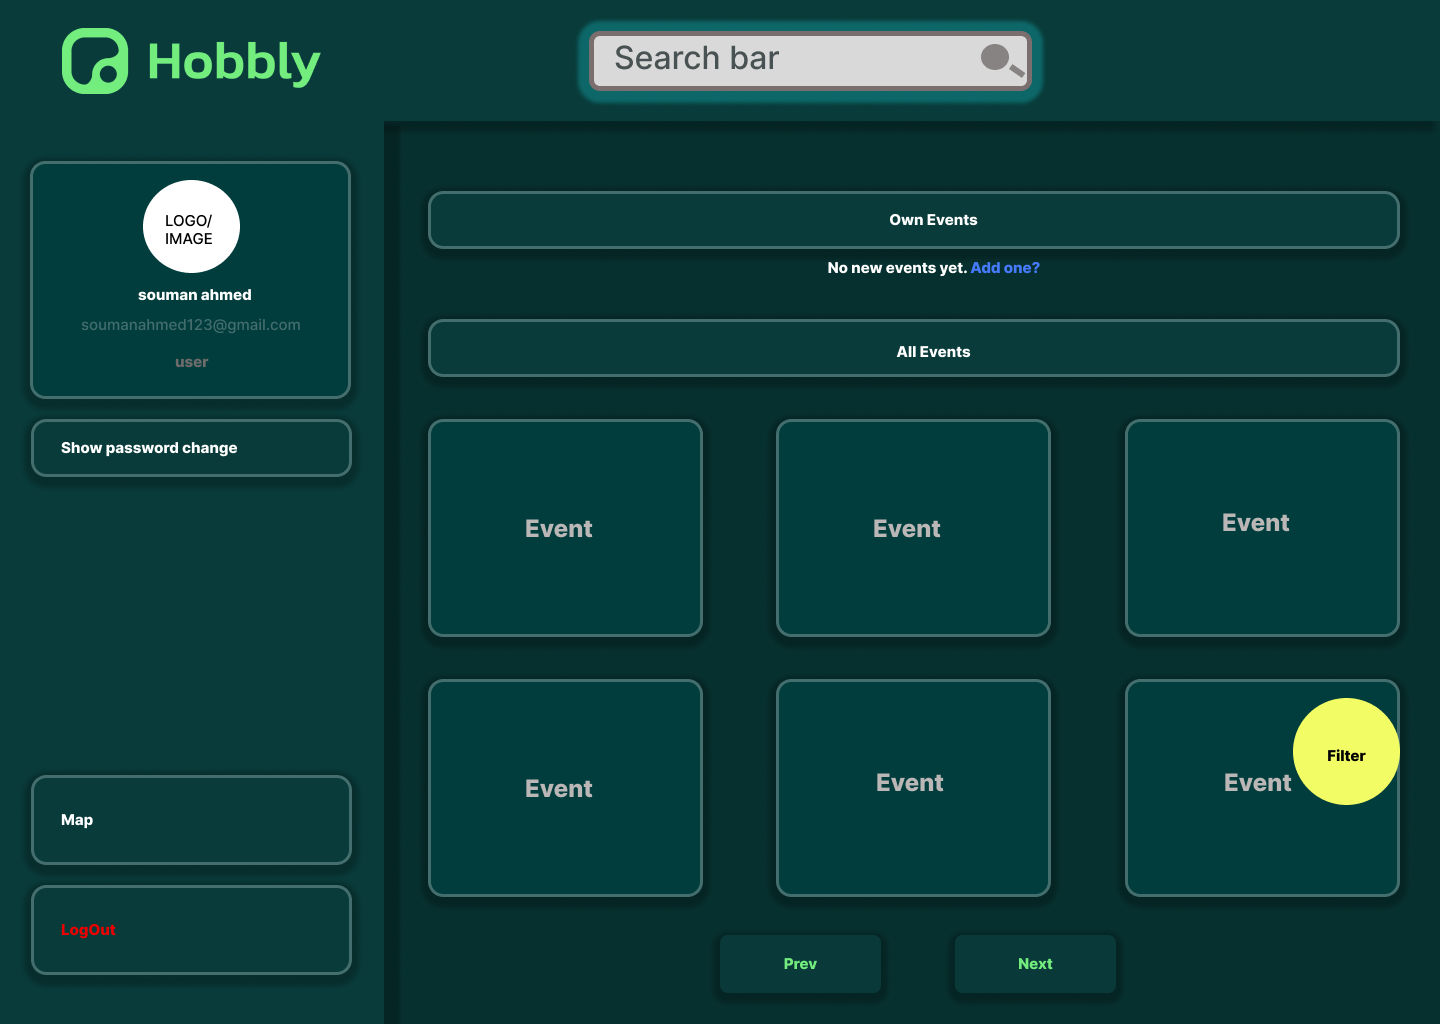 Hobbly
Search bar
LOGO/
IMAGE
souman ahmed
soumanahmed123@gmail.com
user
Show password change
Map
LogOut
Own Events
No new events yet. Add one?
All Events
Event
Event
Event
Event
Event
Event
Filter
Prev
Next